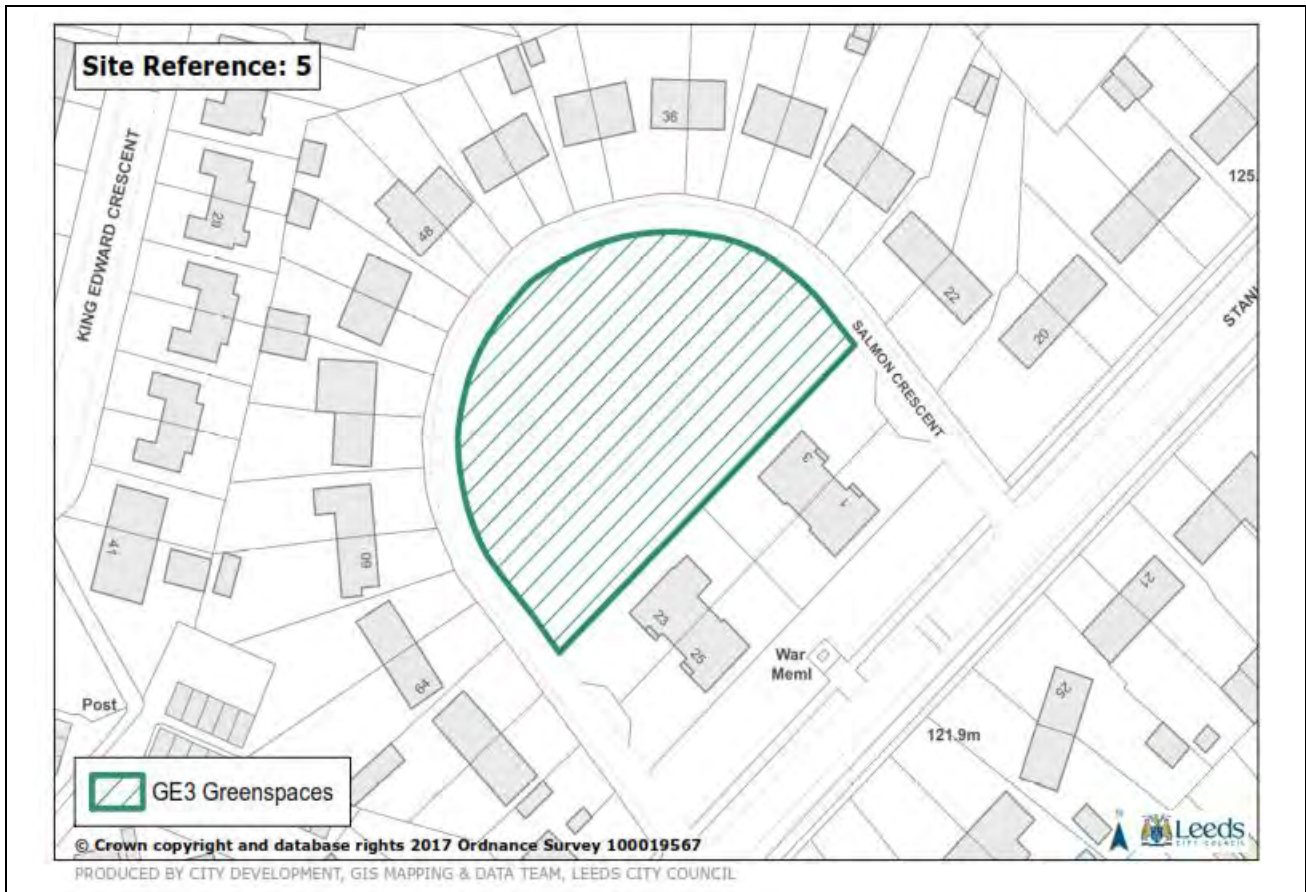 Site Reference: 5
KING EDWARD CRESCENT
28
48
36
22
20
125.
SALMON CRESCENT
3
1
41
60
64
23
25
War
Meml
21
25
121.9m
Post
GE3 Greenspaces
© Crown copyright and database rights 2017 Ordnance Survey 100019567
Leeds
CITY COUNCIL
PRODUCED BY CITY DEVELOPMENT, GIS MAPPING & DATA TEAM, LEEDS CITY COUNCIL